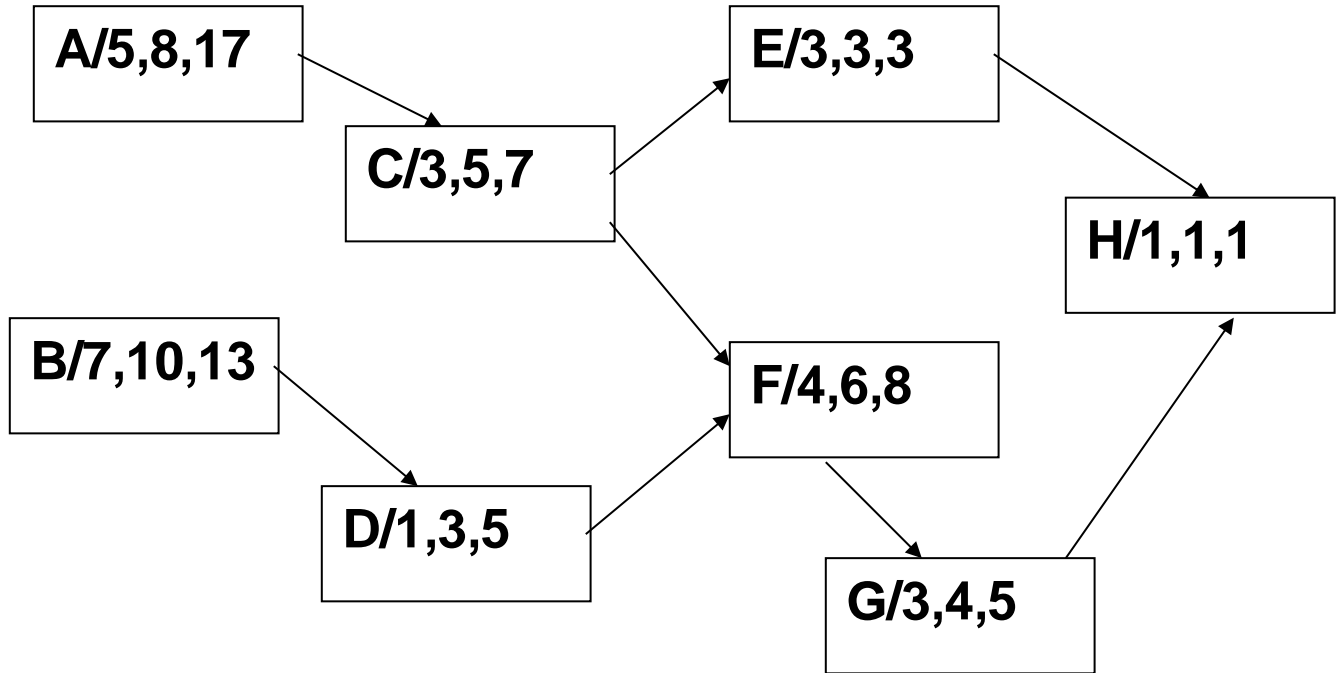 A/5,8,17
E/3,3,3
C/3,5,7
H/1,1,1
B/7,10,13
F/4,6,8
D/1,3,5
G/3,4,5